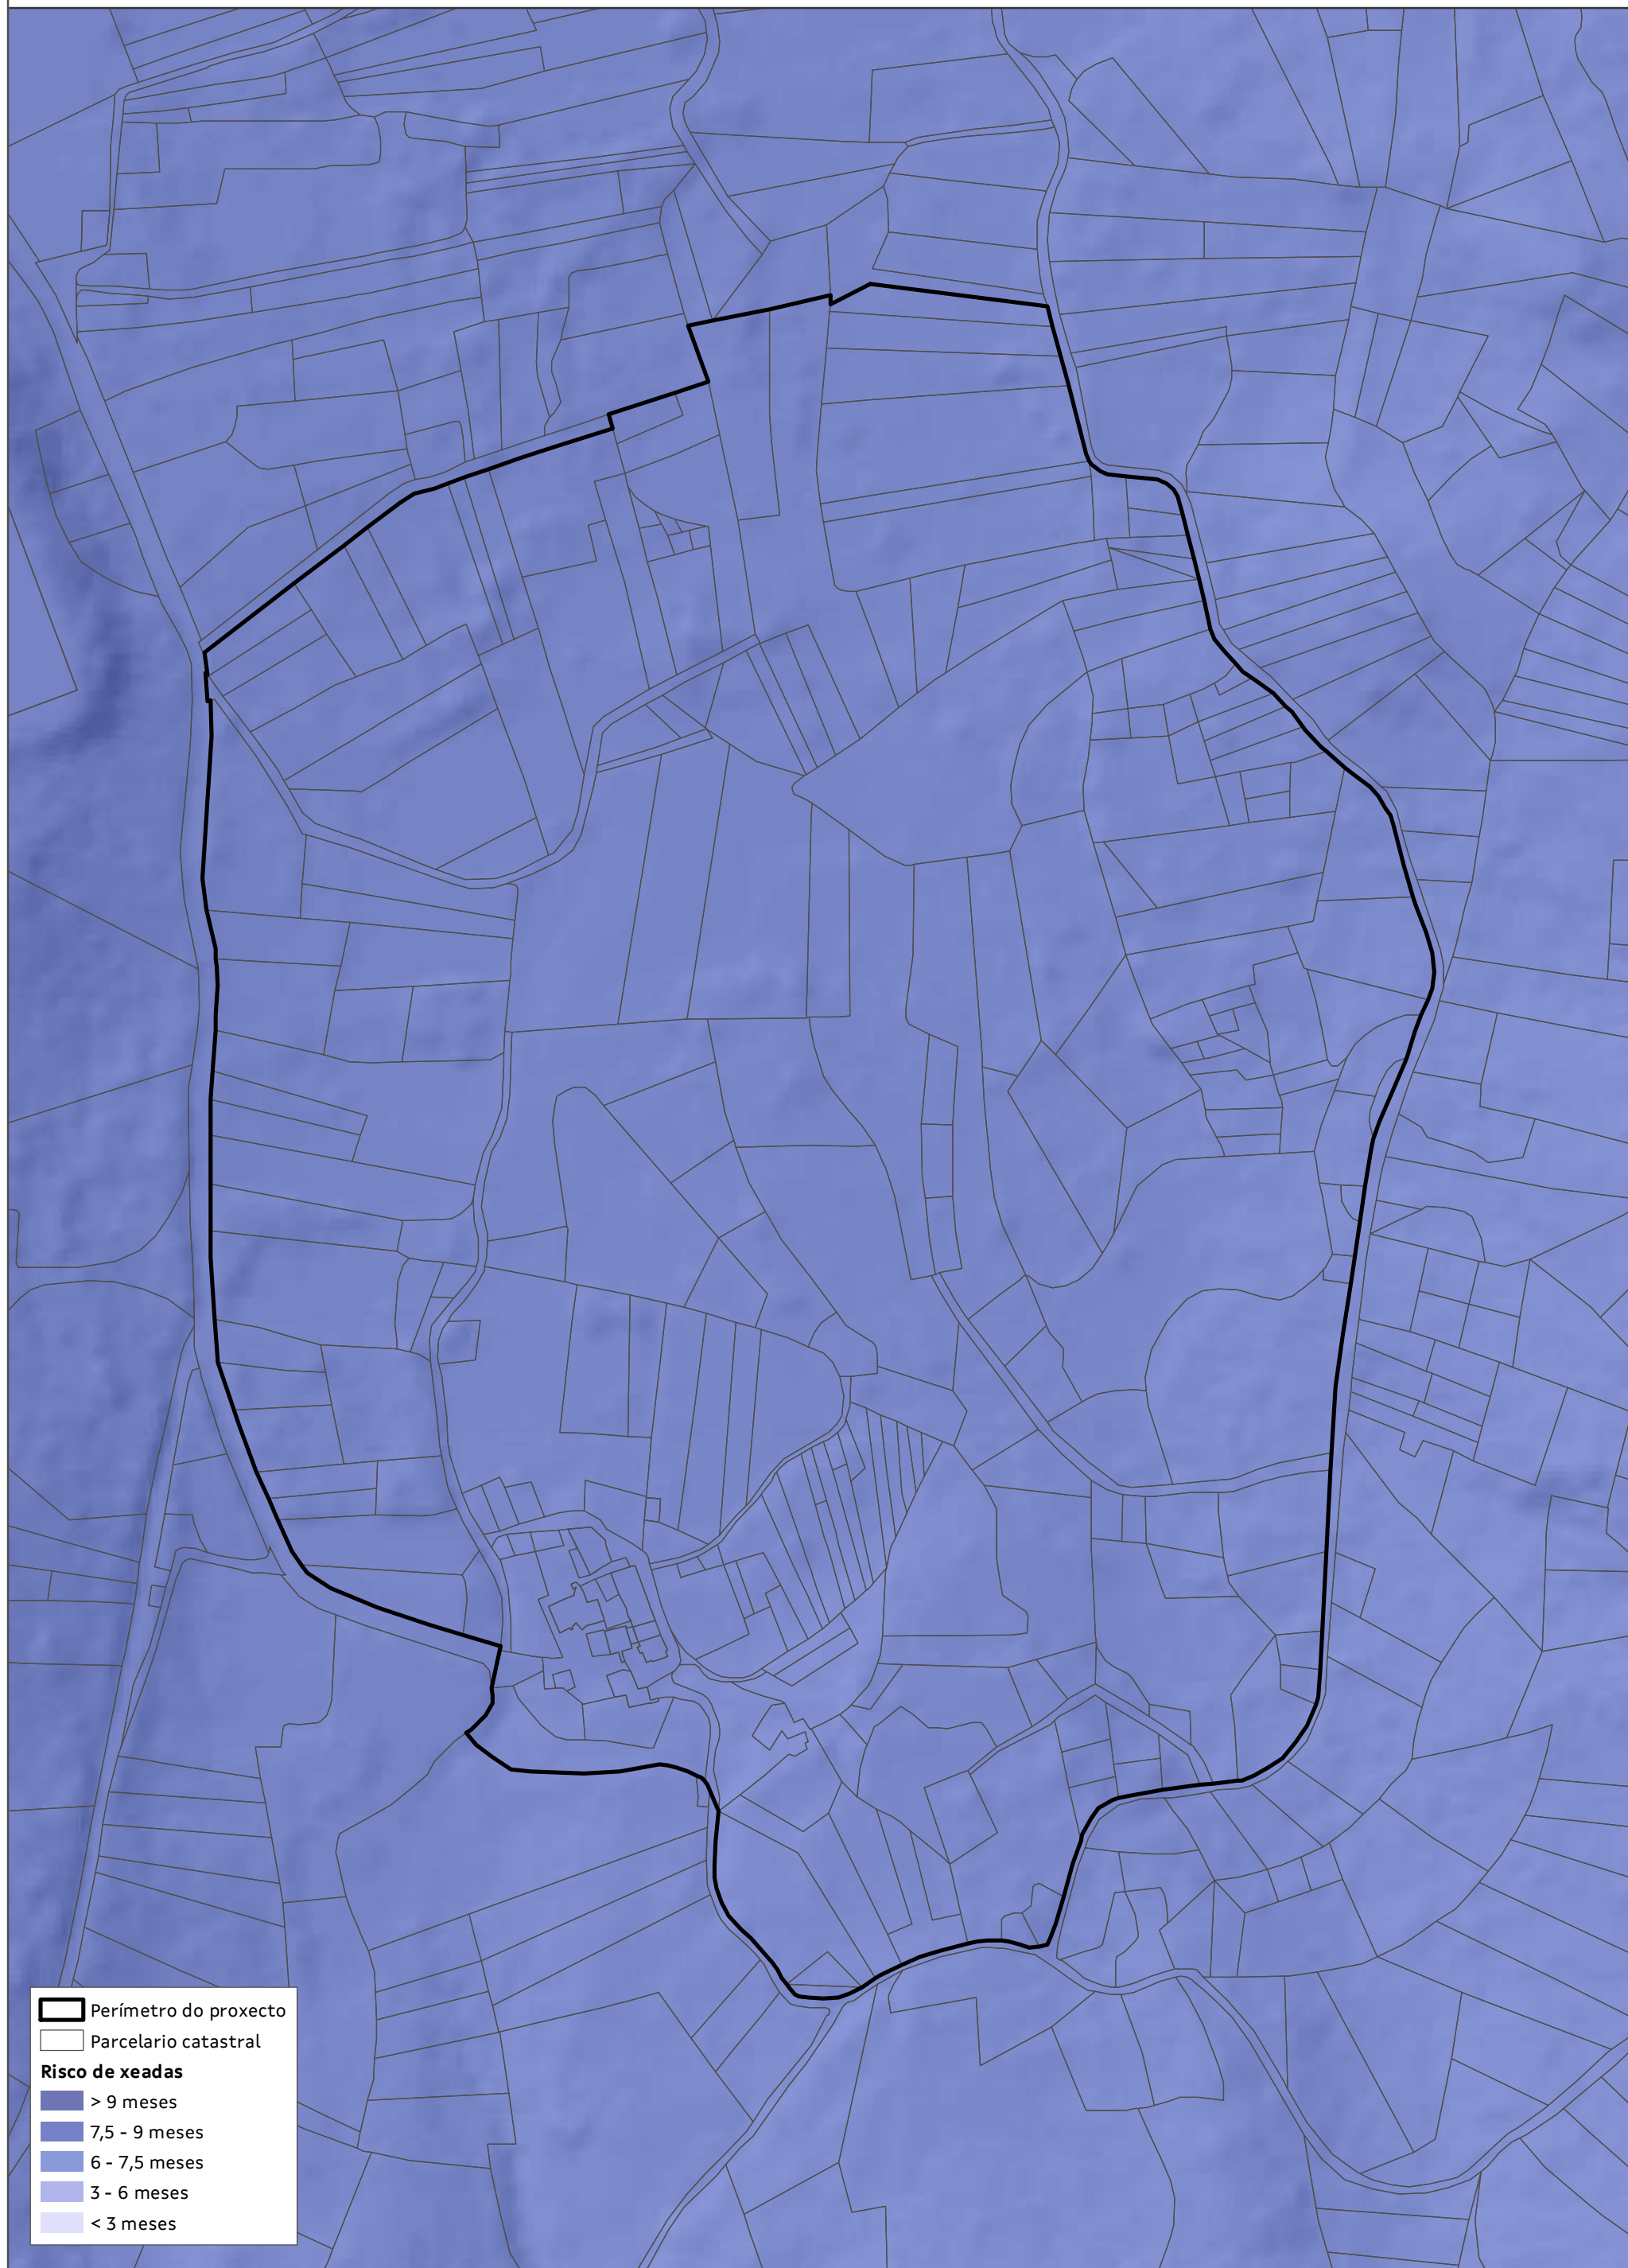 Perímetro do proxecto
Parcelario catastral
Risco de xeadas
> 9 meses
7,5 - 9 meses
6 - 7,5 meses
3 - 6 meses
< 3 meses